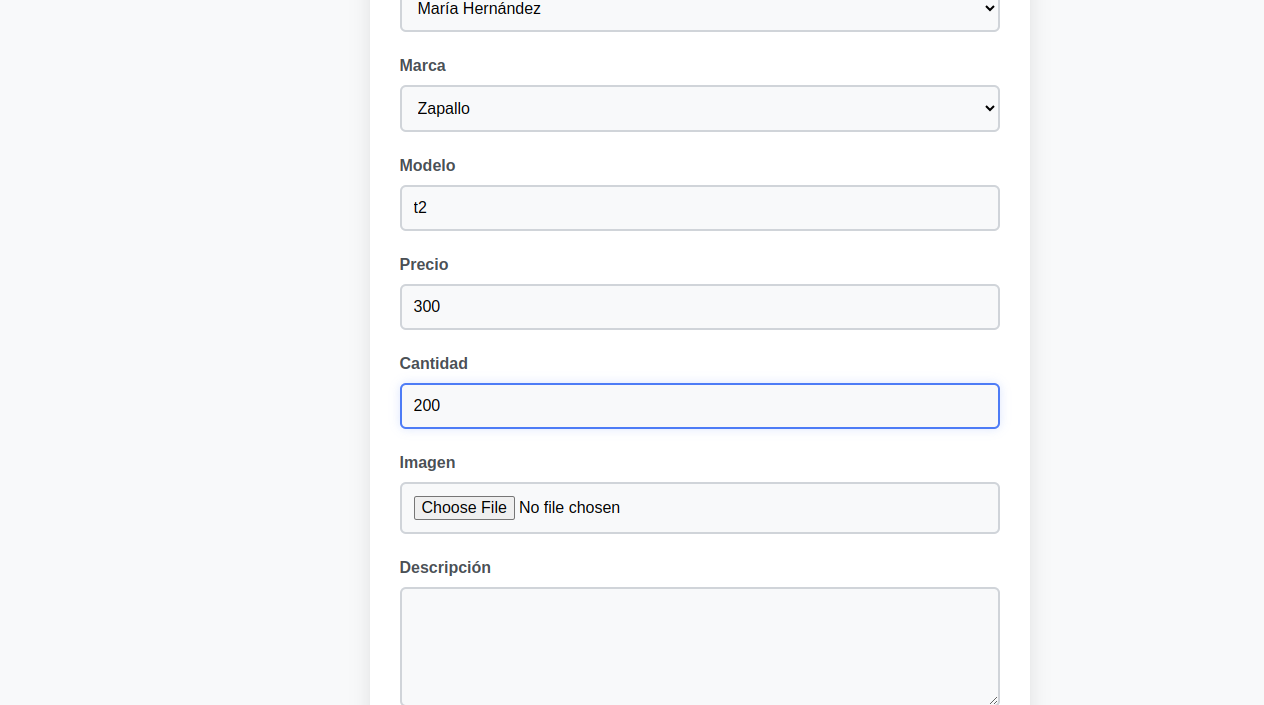 María Hernández
Marca
Zapallo
Modelo
t2
Precio
300
Cantidad
200
Imagen
Choose File No file chosen
Descripción